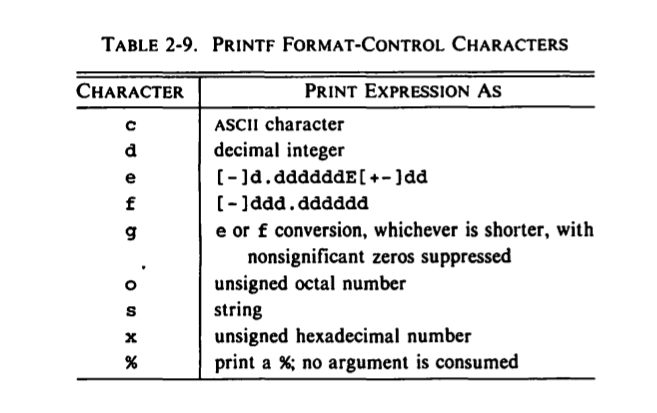 TABLE 2-9. PRINTF FORMAT-CONTROL CHARACTERS
CHARACTER PRINT EXPRESSION AS
c ASCII character
d decimal integer
e [-]d.ddddddE[+-]dd
f [-]ddd.dddddd
g e or f conversion, whichever is shorter, with
nonsignificant zeros suppressed
o unsigned octal number
s string
x unsigned hexadecimal number
% print a %; no argument is consumed